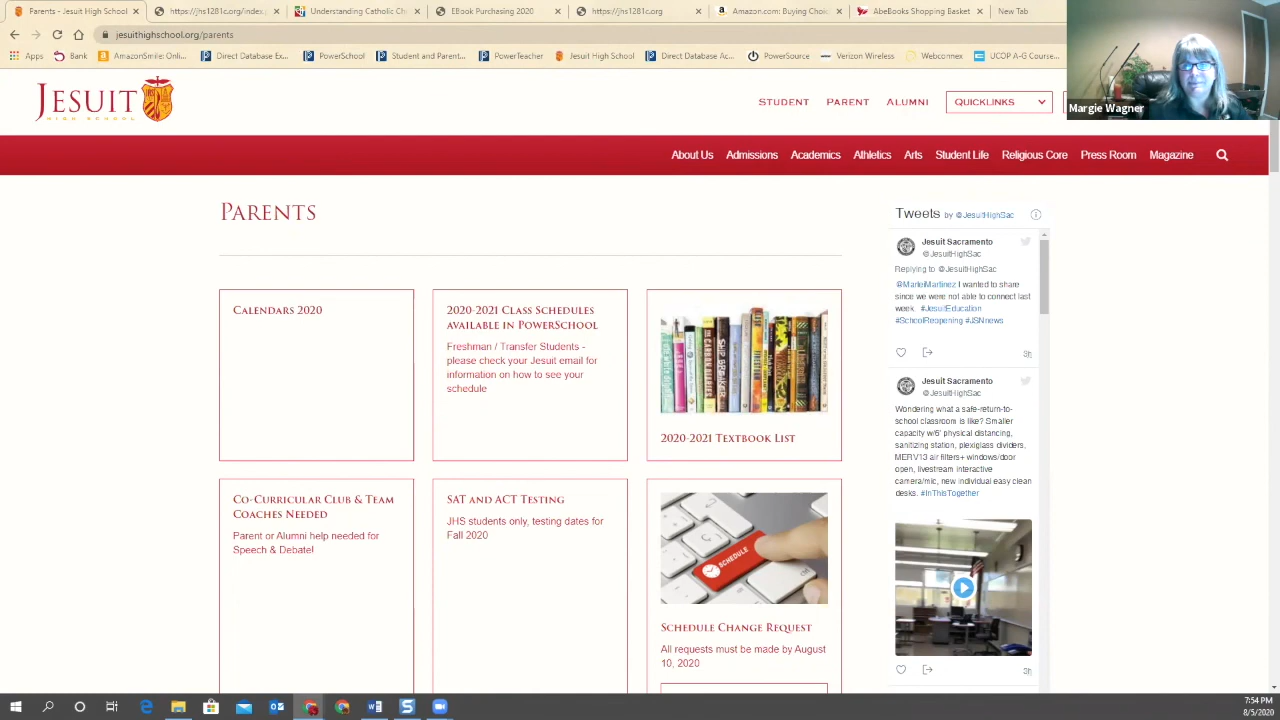 Parents - Jesuit High School
https://jhs1281.org/index.
Understanding Catholic Ch
EBook Purchasing 2020
https://jhs1281.org
Amazon.com: Buying Choic
AbeBooks Shopping Basket
New Tab
jesuithighschool.org/parents
Apps
Bank
AmazonSmile: Onli...
Direct Database Ex...
PowerSchool
Student and Parent...
PowerTeacher
Jesuit High School
Direct Database Ac...
PowerSource
Verizon Wireless
Webconnex
UCOP A-G Course...
Margie Wagner
JESUIT
HIGH SCHOOL
STUDENT
PARENT
ALUMNI
QUICKLINKS
About Us
Admissions
Academics
Athletics
Arts
Student Life
Religious Core
Press Room
Magazine
PARENTS
CALENDARS 2020
2020-2021 CLASS SCHEDULES
AVAILABLE IN POWERSCHOOL
Freshman / Transfer Students -
please check your Jesuit email for
information on how to see your
schedule
2020-2021 TEXTBOOK LIST
CO-CURRICULAR CLUB & TEAM
COACHES NEEDED
Parent or Alumni help needed for
Speech & Debate!
SAT AND ACT TESTING
JHS students only, testing dates for
Fall 2020
SCHEDULE
SCHEDULE CHANGE REQUEST
All requests must be made by August
10, 2020
Tweets by @JesuitHighSac
Jesuit Sacramento
@JesuitHighSac
Replying to @JesuitHighSac
@MarleiMartinez I wanted to share
since we were not able to connect last
week. #JesuitEducation
#SchoolReopening #JSNnews
3h
Jesuit Sacramento
@JesuitHighSac
Wondering what a safe-return-to-
school classroom is like? Smaller
capacity w/6' physical distancing,
sanitizing station, plexiglass dividers,
MERV13 air filters+ windows/door
open, livestream interactive
camera/mic, new individual easy clean
desks. #InThisTogether
3h
7:54 PM
8/5/2020